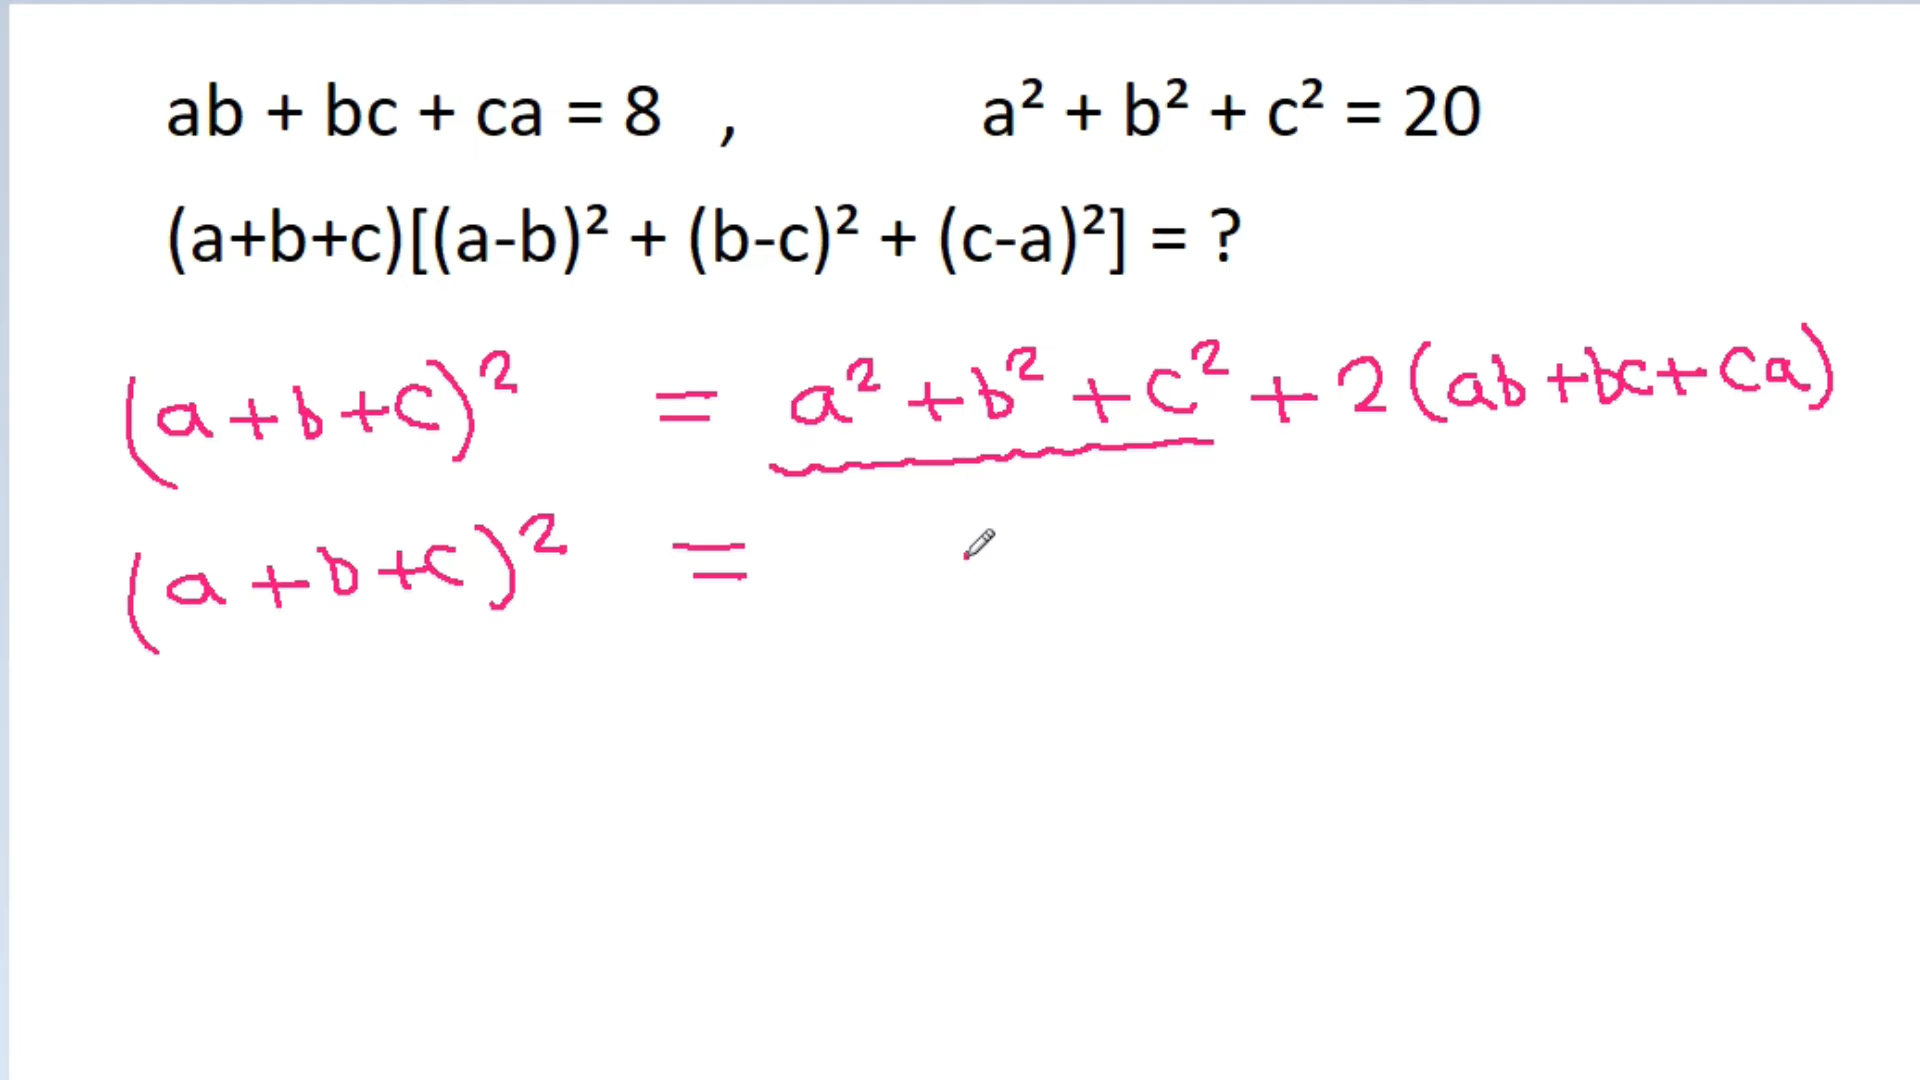 ab + bc + ca = 8 , a² + b² + c² = 20
(a+b+c)[(a-b)² + (b-c)² + (c-a)²] = ?
(a+b+c)² = a² + b² + c² + 2(ab+bc+ca)
(a+b+c)² =